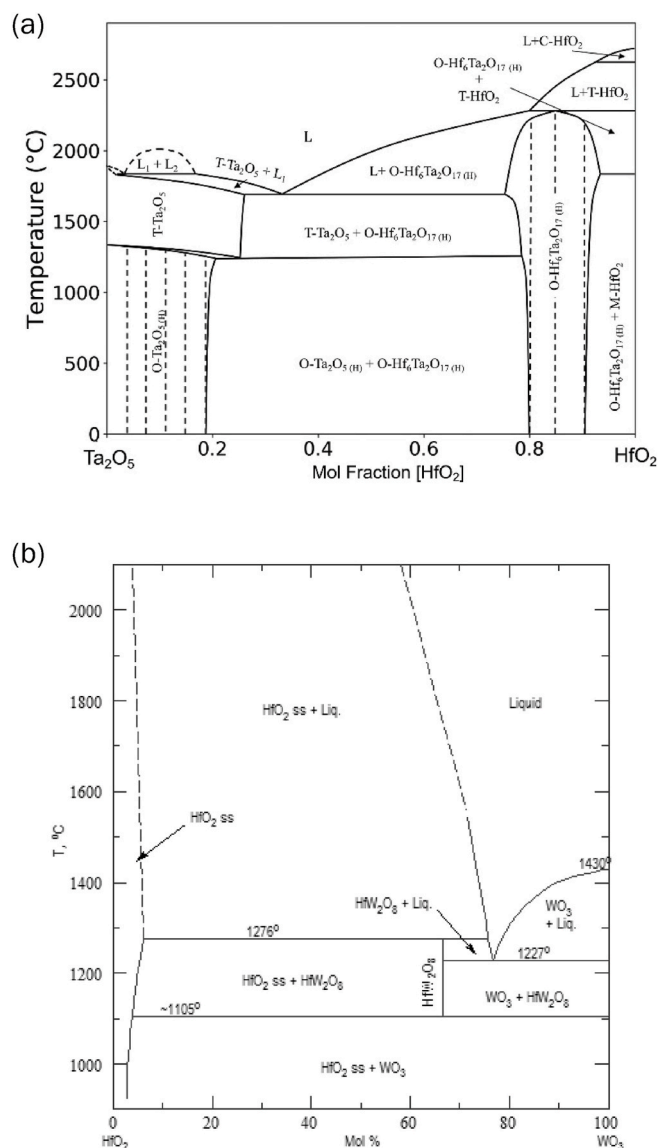 (a)
L+C-HfO₂
O-Hf₆Ta₂O₁₇ (H)
+
T-HfO₂
L+T-HfO₂
L
L₁ + L₂
T-Ta₂O₅ + L₁
L+ O-Hf₆Ta₂O₁₇ (H)
T-Ta₂O₅
T-Ta₂O₅ + O-Hf₆Ta₂O₁₇ (H)
O-Ta₂O₅ (H)
O-Ta₂O₅ (H) + O-Hf₆Ta₂O₁₇ (H)
O-Hf₆Ta₂O₁₇ (H)
O-Hf₆Ta₂O₁₇ (H) + M-HfO₂
Temperature (°C)
2500
2000
1500
1000
500
0
Ta₂O₅
0.2
0.4
0.6
0.8
HfO₂
Mol Fraction [HfO₂]
(b)
T, °C
2000
1800
1600
1400
1200
1000
HfO₂ ss + Liq.
Liquid
HfO₂ ss
HfW₂O₈ + Liq.
1430°
WO₃
+ Liq.
1276°
1227°
HfO₂ ss + HfW₂O₈
HfW₂O₈
WO₃ + HfW₂O₈
~1105°
HfO₂ ss + WO₃
0
20
40
60
80
100
HfO₂
Mol %
WO₃